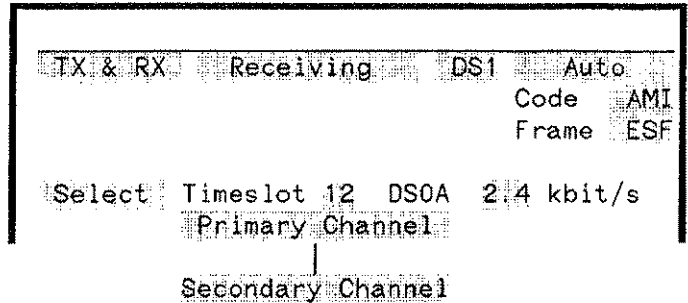 TX & RX Receiving DS1 Auto
Code AMI
Frame ESF
Select Timeslot 12 DS0A 2.4 kbit/s
Primary Channel
Secondary Channel